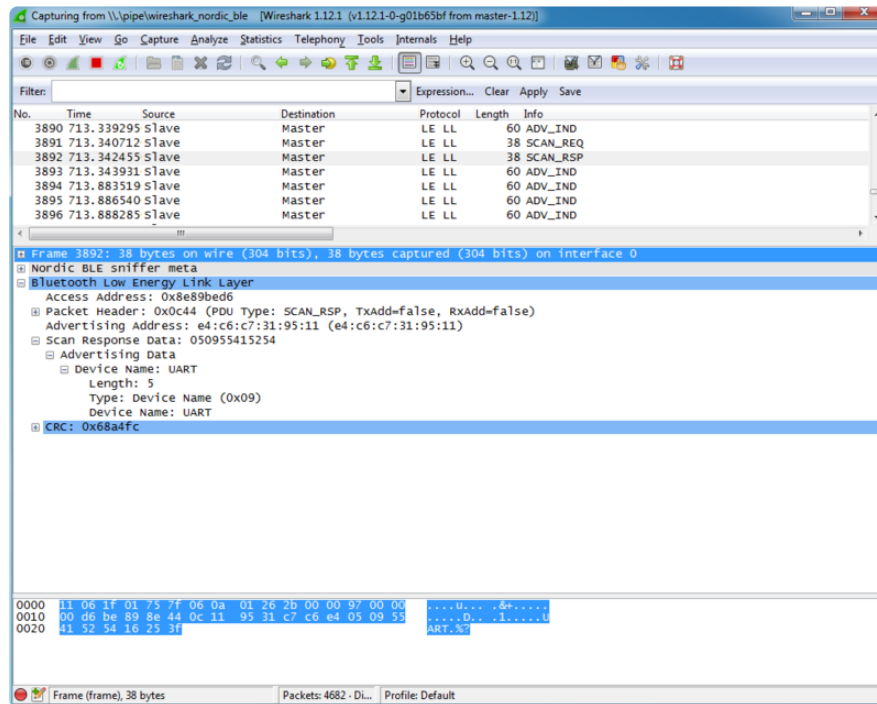 Capturing from \\.\pipe\wireshark_nordic_ble [Wireshark 1.12.1 (v1.12.1-0-g01b65bf from master-1.12)]
File Edit View Go Capture Analyze Statistics Telephony Tools Internals Help
Filter: Expression... Clear Apply Save
No. Time Source Destination Protocol Length Info
3890 713.339295 Slave Master LE LL 60 ADV_IND
3891 713.340712 Slave Master LE LL 38 SCAN_REQ
3892 713.342455 Slave Master LE LL 38 SCAN_RSP
3893 713.343931 Slave Master LE LL 60 ADV_IND
3894 713.883519 Slave Master LE LL 60 ADV_IND
3895 713.886540 Slave Master LE LL 60 ADV_IND
3896 713.888285 Slave Master LE LL 60 ADV_IND
Frame 3892: 38 bytes on wire (304 bits), 38 bytes captured (304 bits) on interface 0
Nordic BLE sniffer meta
Bluetooth Low Energy Link Layer
Access Address: 0x8e89bed6
Packet Header: 0x0c44 (PDU Type: SCAN_RSP, TxAdd=false, RxAdd=false)
Advertising Address: e4:c6:c7:31:95:11 (e4:c6:c7:31:95:11)
Scan Response Data: 050955415254
Advertising Data
Device Name: UART
Length: 5
Type: Device Name (0x09)
Device Name: UART
CRC: 0x68a4fc
0000 11 06 1f 01 75 7f 06 0a 01 26 2b 00 00 97 00 00 ....u... .&+.....
0010 00 d6 be 89 8e 44 0c 11 95 31 c7 c6 e4 05 09 55 .....D.. .1.....U
0020 41 52 54 16 25 3f ART.%?
Frame (frame), 38 bytes Packets: 4682 · Di... Profile: Default